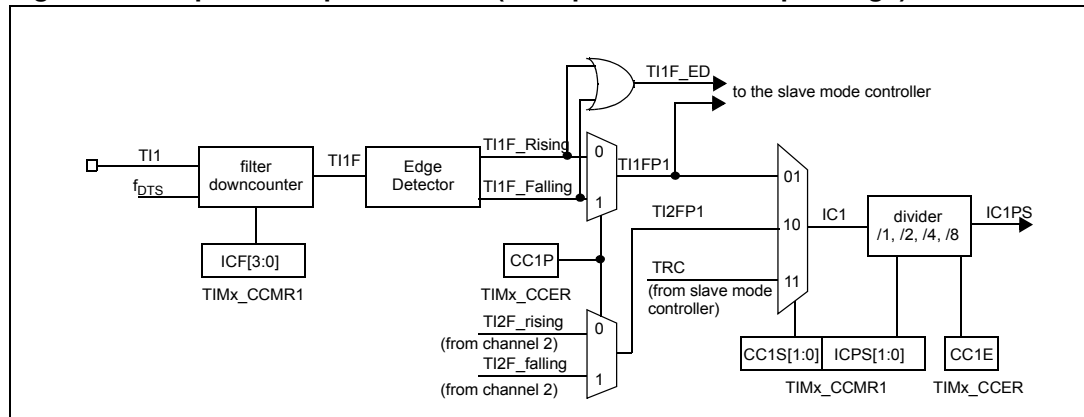 TI1F_ED
to the slave mode controller
TI1
f_DTS
filter
downcounter
TI1F
Edge
Detector
TI1F_Rising
TI1F_Falling
0
1
TI1FP1
01
TI2FP1
10
IC1
divider
/1, /2, /4, /8
IC1PS
ICF[3:0]
TIMx_CCMR1
CC1P
TIMx_CCER
TRC
11
(from slave mode
controller)
TI2F_rising
0
(from channel 2)
TI2F_falling
1
(from channel 2)
CC1S[1:0]
ICPS[1:0]
CC1E
TIMx_CCMR1
TIMx_CCER